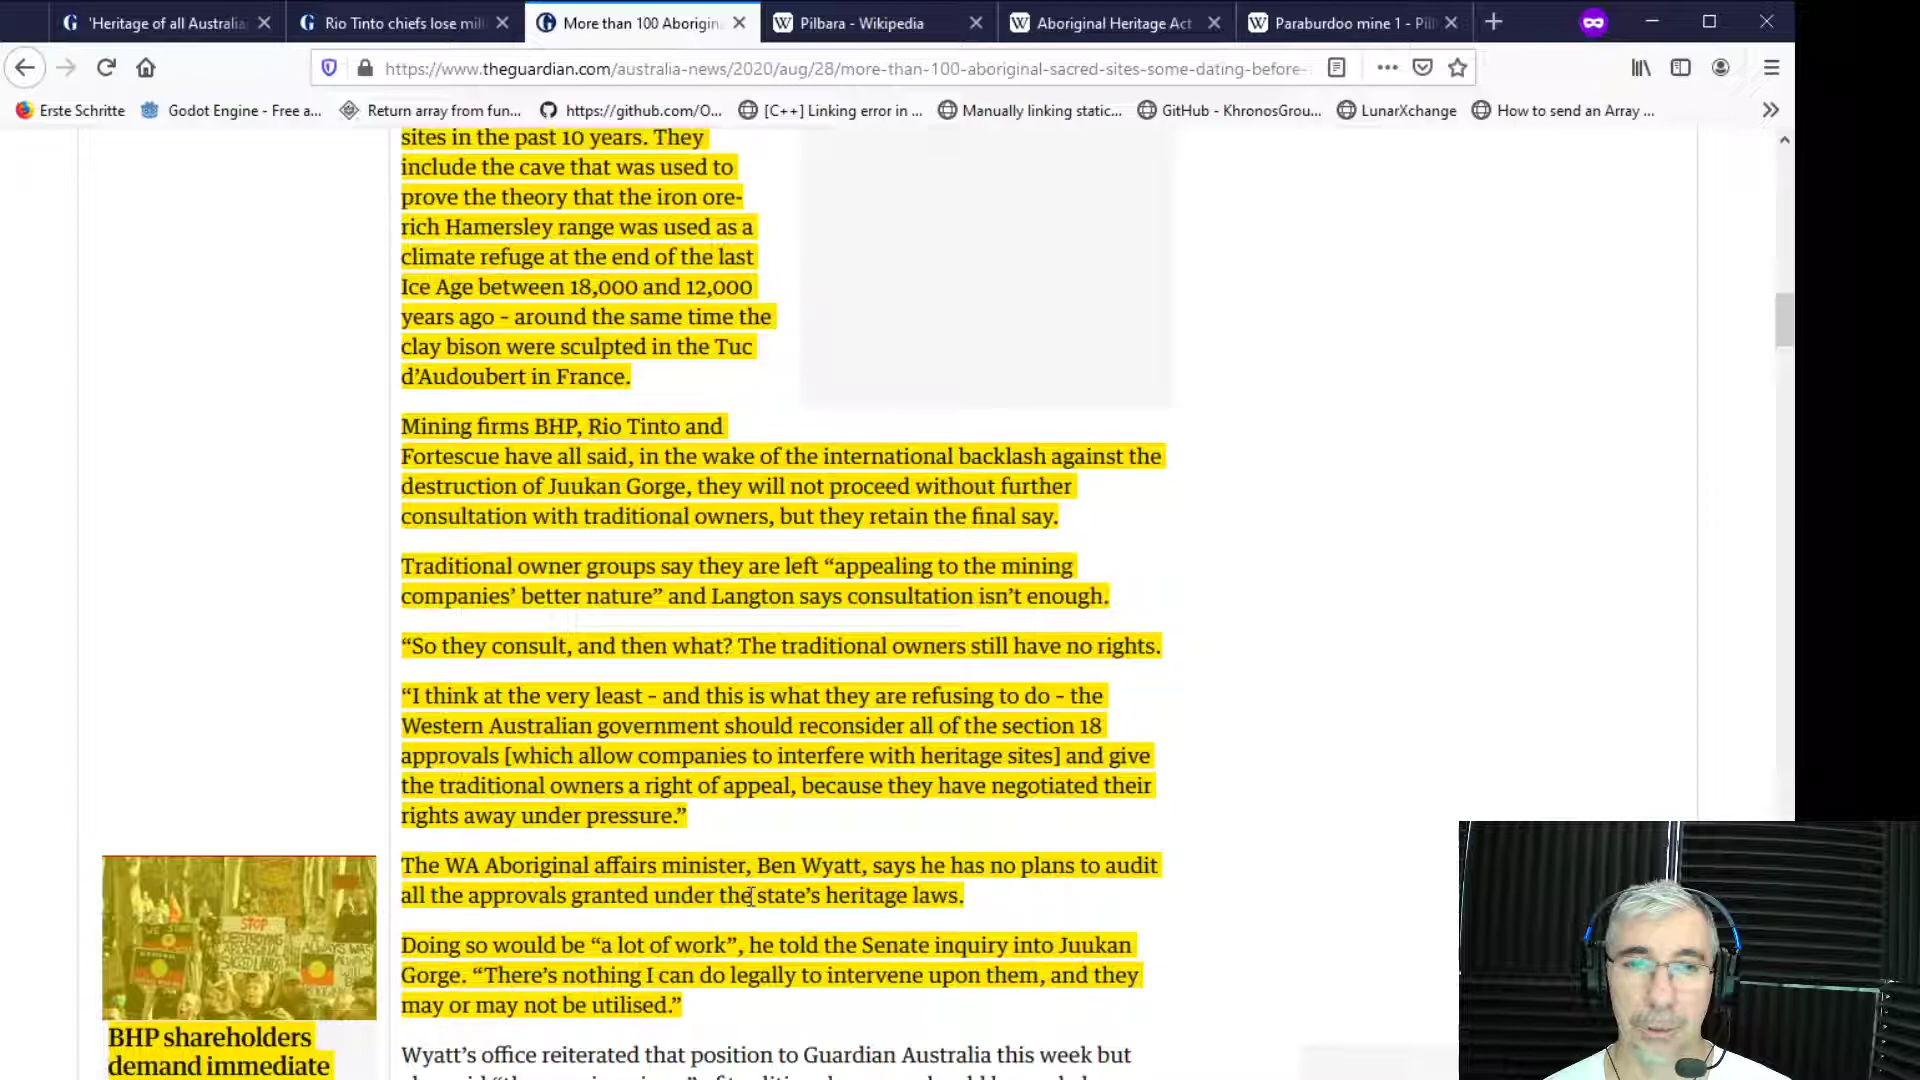 'Heritage of all Australia
Rio Tinto chiefs lose mill
More than 100 Aborigin
Pilbara - Wikipedia
Aboriginal Heritage Act
Paraburdoo mine 1 - Pil
https://www.theguardian.com/australia-news/2020/aug/28/more-than-100-aboriginal-sacred-sites-some-dating-before-
Erste Schritte
Godot Engine - Free a...
Return array from fun...
https://github.com/O...
[C++] Linking error in ...
Manually linking static...
GitHub - KhronosGrou...
LunarXchange
How to send an Array ...
sites in the past 10 years. They
include the cave that was used to
prove the theory that the iron ore-
rich Hamersley range was used as a
climate refuge at the end of the last
Ice Age between 18,000 and 12,000
years ago – around the same time the
clay bison were sculpted in the Tuc
d’Audoubert in France.
Mining firms BHP, Rio Tinto and
Fortescue have all said, in the wake of the international backlash against the
destruction of Juukan Gorge, they will not proceed without further
consultation with traditional owners, but they retain the final say.
Traditional owner groups say they are left “appealing to the mining
companies’ better nature” and Langton says consultation isn’t enough.
“So they consult, and then what? The traditional owners still have no rights.
“I think at the very least – and this is what they are refusing to do – the
Western Australian government should reconsider all of the section 18
approvals [which allow companies to interfere with heritage sites] and give
the traditional owners a right of appeal, because they have negotiated their
rights away under pressure.”
The WA Aboriginal affairs minister, Ben Wyatt, says he has no plans to audit
all the approvals granted under the state’s heritage laws.
Doing so would be “a lot of work”, he told the Senate inquiry into Juukan
Gorge. “There’s nothing I can do legally to intervene upon them, and they
may or may not be utilised.”
Wyatt’s office reiterated that position to Guardian Australia this week but
STOP
BHP shareholders
demand immediate